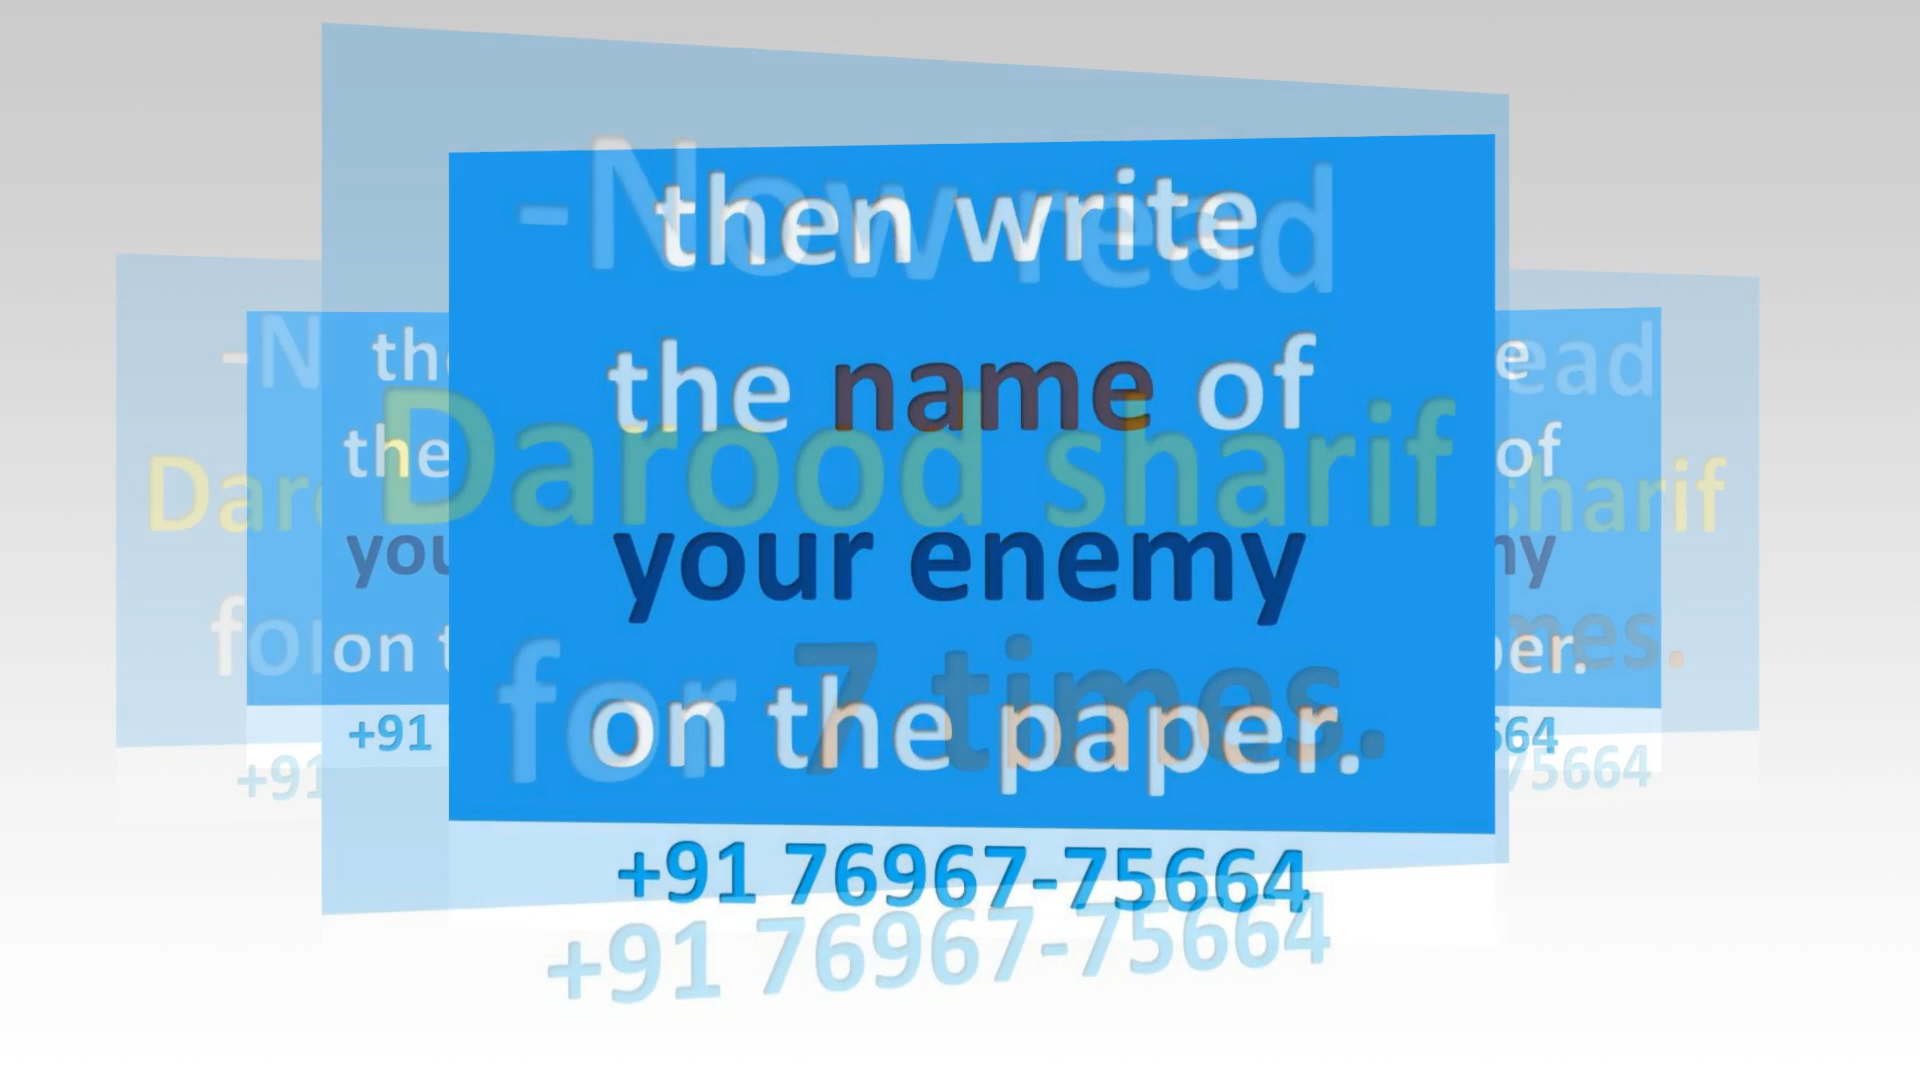 then write
the name of
your enemy
on the paper.
+91 76967-75664
-Now read
Darood sharif
for 7 times.
+91 76967-75664